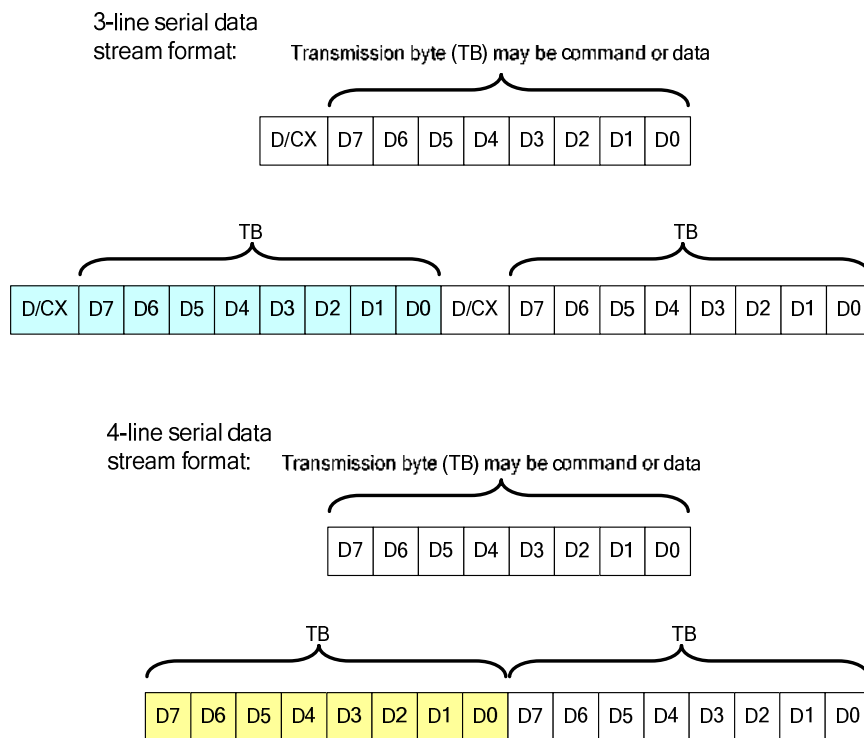 3-line serial data
stream format: Transmission byte (TB) may be command or data
D/CX D7 D6 D5 D4 D3 D2 D1 D0
TB TB
D/CX D7 D6 D5 D4 D3 D2 D1 D0 D/CX D7 D6 D5 D4 D3 D2 D1 D0
4-line serial data
stream format: Transmission byte (TB) may be command or data
D7 D6 D5 D4 D3 D2 D1 D0
TB TB
D7 D6 D5 D4 D3 D2 D1 D0 D7 D6 D5 D4 D3 D2 D1 D0